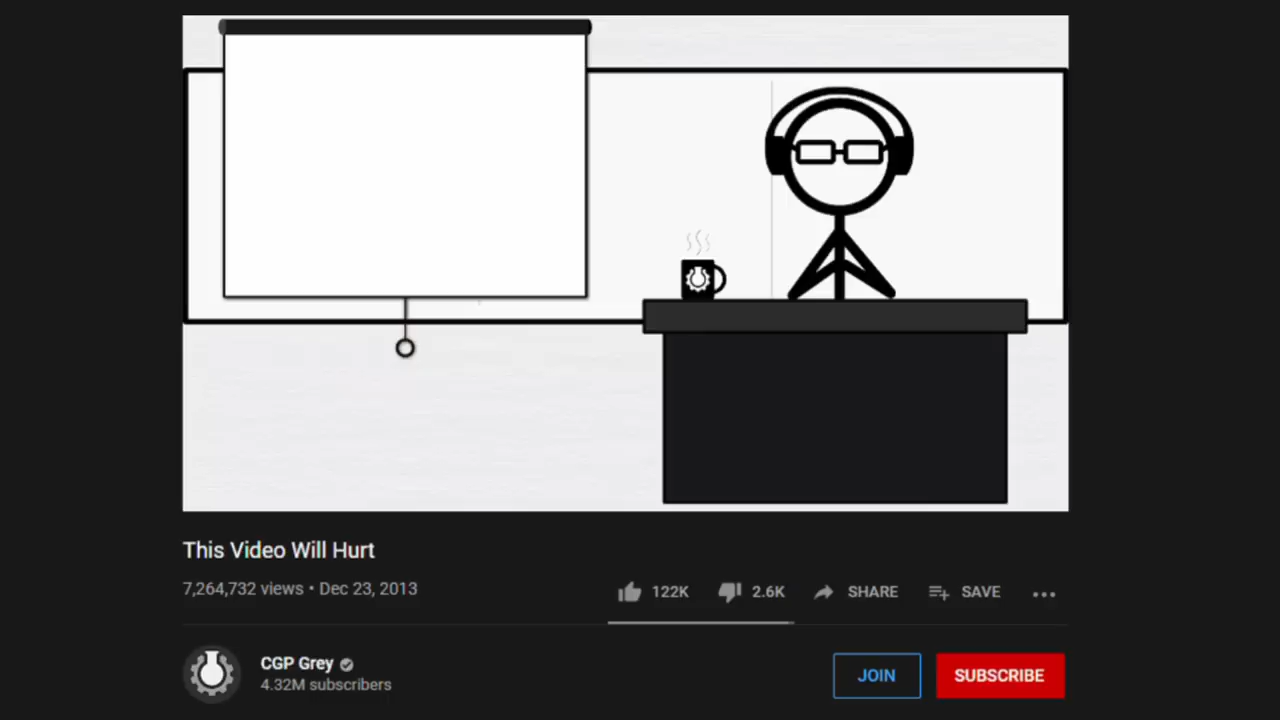 This Video Will Hurt
7,264,732 views • Dec 23, 2013
122K 2.6K SHARE SAVE
CGP Grey
4.32M subscribers
JOIN SUBSCRIBE